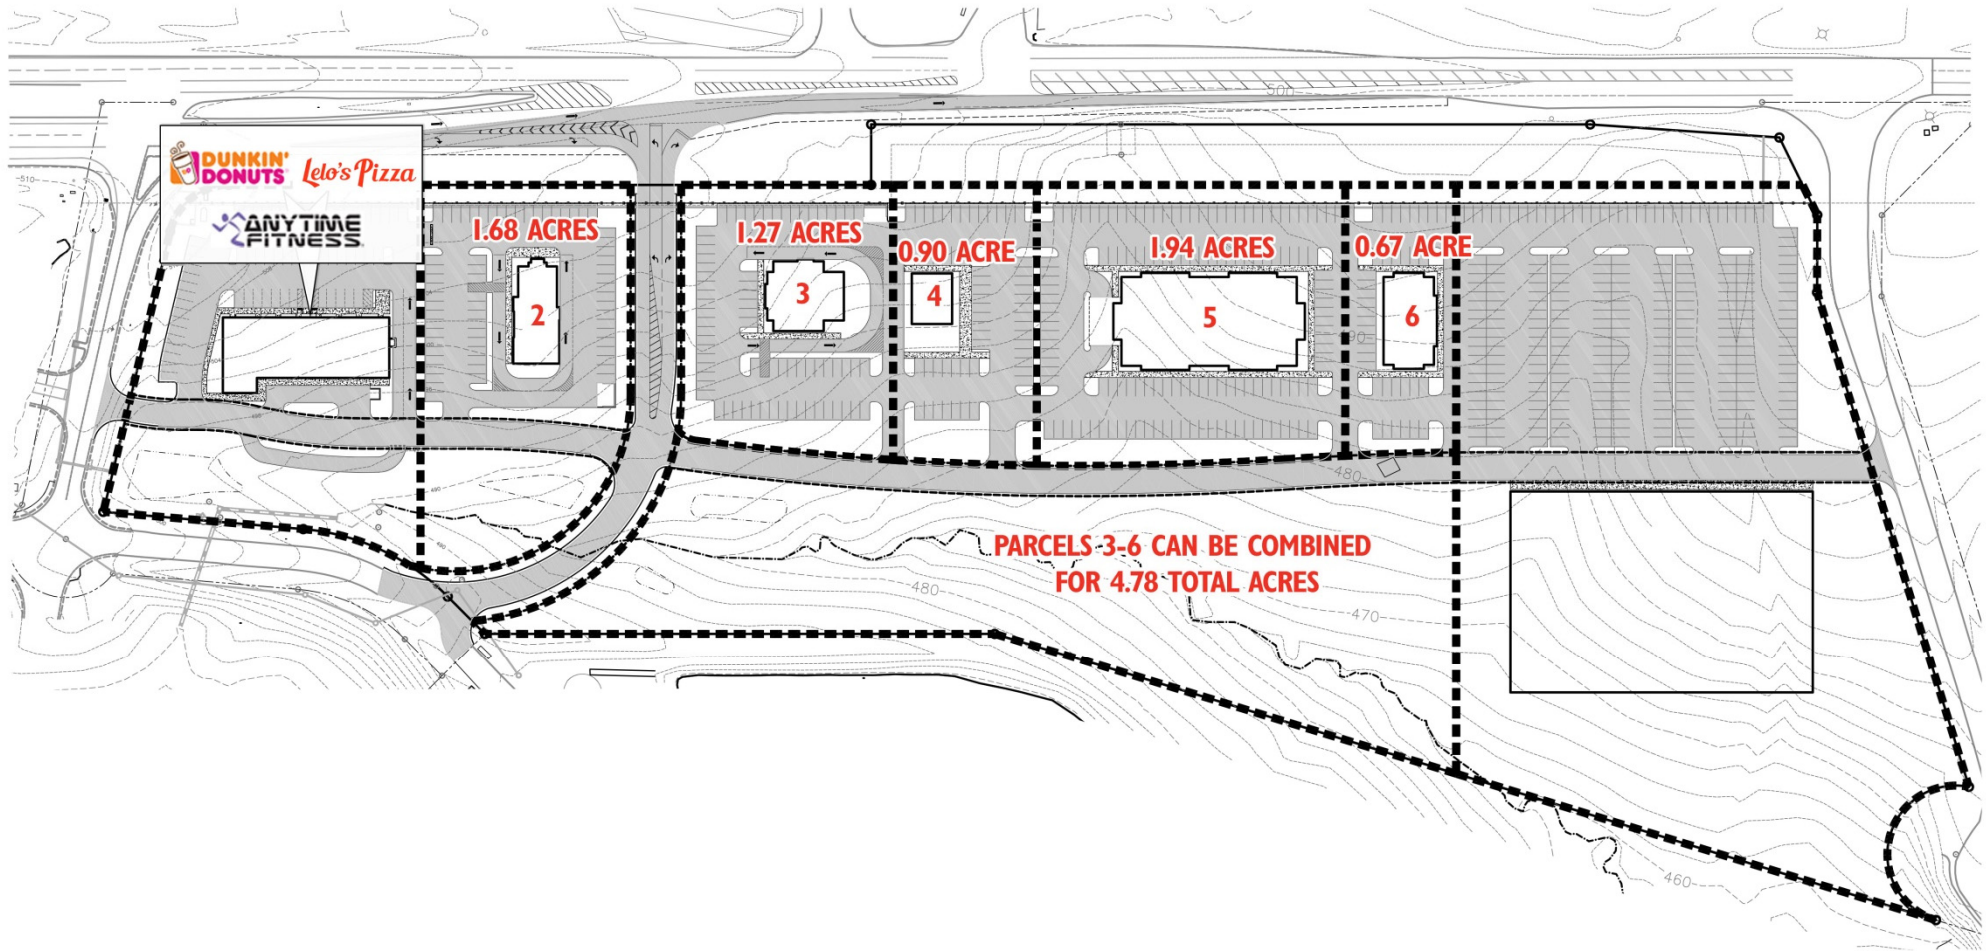 500
510
DUNKIN'
DONUTS
Lelo's Pizza
ANYTIME
FITNESS
1.68 ACRES
1.27 ACRES
0.90 ACRE
1.94 ACRES
0.67 ACRE
2
3
4
5
6
490
480
PARCELS 3-6 CAN BE COMBINED
FOR 4.78 TOTAL ACRES
480
470
460